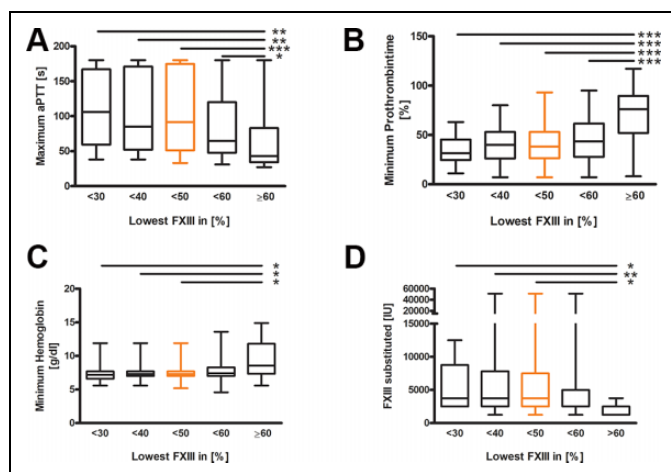 A
**
**
***
*
Maximum aPTT [s]
200
150
100
50
0
<30 <40 <50 <60 ≥60
Lowest FXIII in [%]
B
***
***
***
***
Minimum Prothrombintime
[%]
150
100
50
0
<30 <40 <50 <60 ≥60
Lowest FXIII in [%]
C
*
*
*
Minimum Hemoglobin
[g/dl]
20
15
10
5
0
<30 <40 <50 <60 ≥60
Lowest FXIII in [%]
D
*
**
*
FXIII substituted [IU]
60000
50000
40000
30000
20000
15000
10000
5000
0
<30 <40 <50 <60 >60
Lowest FXIII in [%]